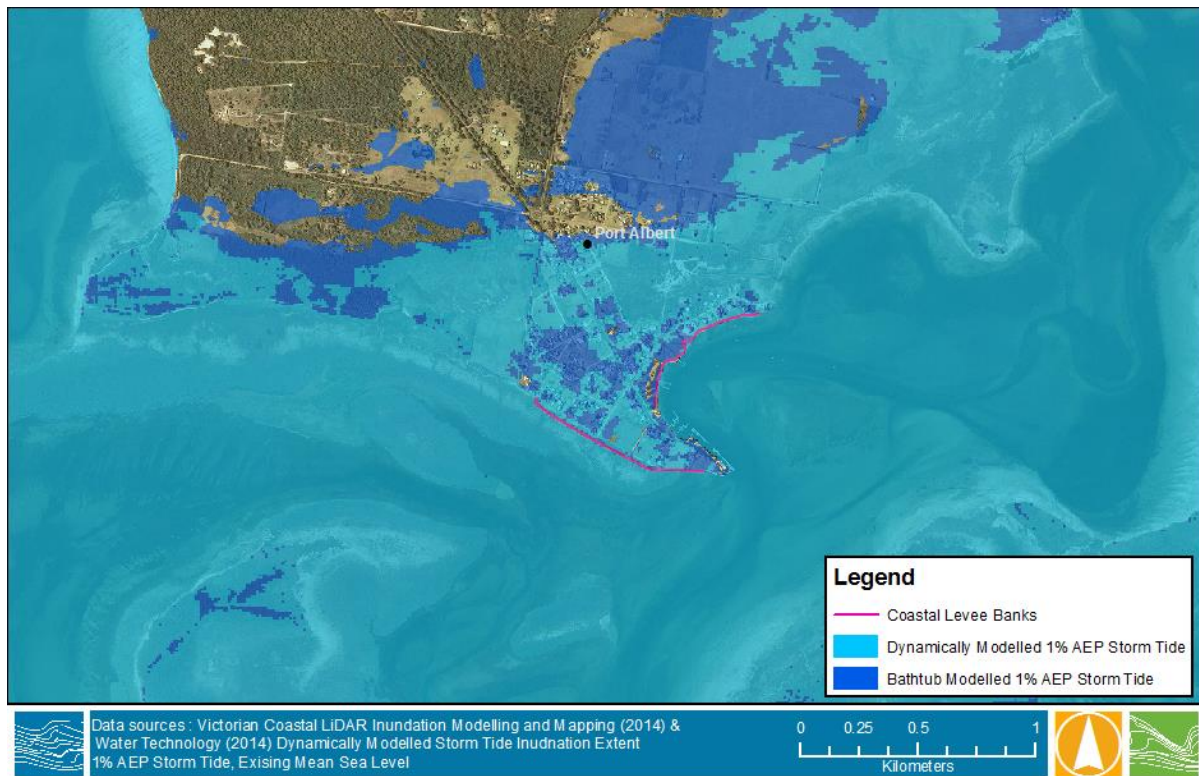 Port Albert
Legend
Coastal Levee Banks
Dynamically Modelled 1% AEP Storm Tide
Bathtub Modelled 1% AEP Storm Tide
Data sources : Victorian Coastal LiDAR Inundation Modelling and Mapping (2014) &
Water Technology (2014) Dynamically Modelled Storm Tide Inudnation Extent
1% AEP Storm Tide, Exising Mean Sea Level
0 0.25 0.5 1
Kilometers